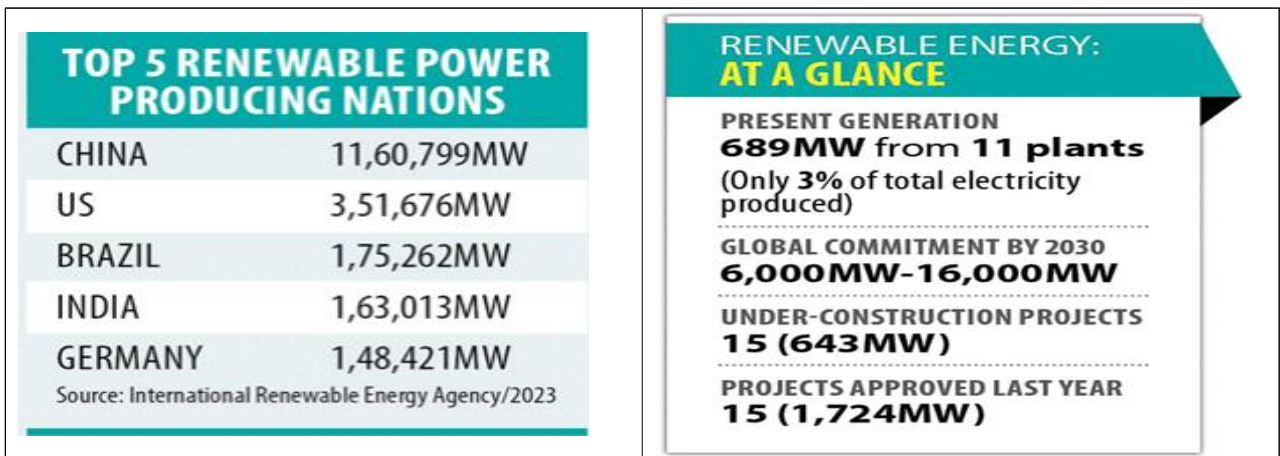 TOP 5 RENEWABLE POWER
PRODUCING NATIONS
CHINA 11,60,799MW
US 3,51,676MW
BRAZIL 1,75,262MW
INDIA 1,63,013MW
GERMANY 1,48,421MW
Source: International Renewable Energy Agency/2023
RENEWABLE ENERGY:
AT A GLANCE
PRESENT GENERATION
689MW from 11 plants
(Only 3% of total electricity
produced)
GLOBAL COMMITMENT BY 2030
6,000MW-16,000MW
UNDER-CONSTRUCTION PROJECTS
15 (643MW)
PROJECTS APPROVED LAST YEAR
15 (1,724MW)